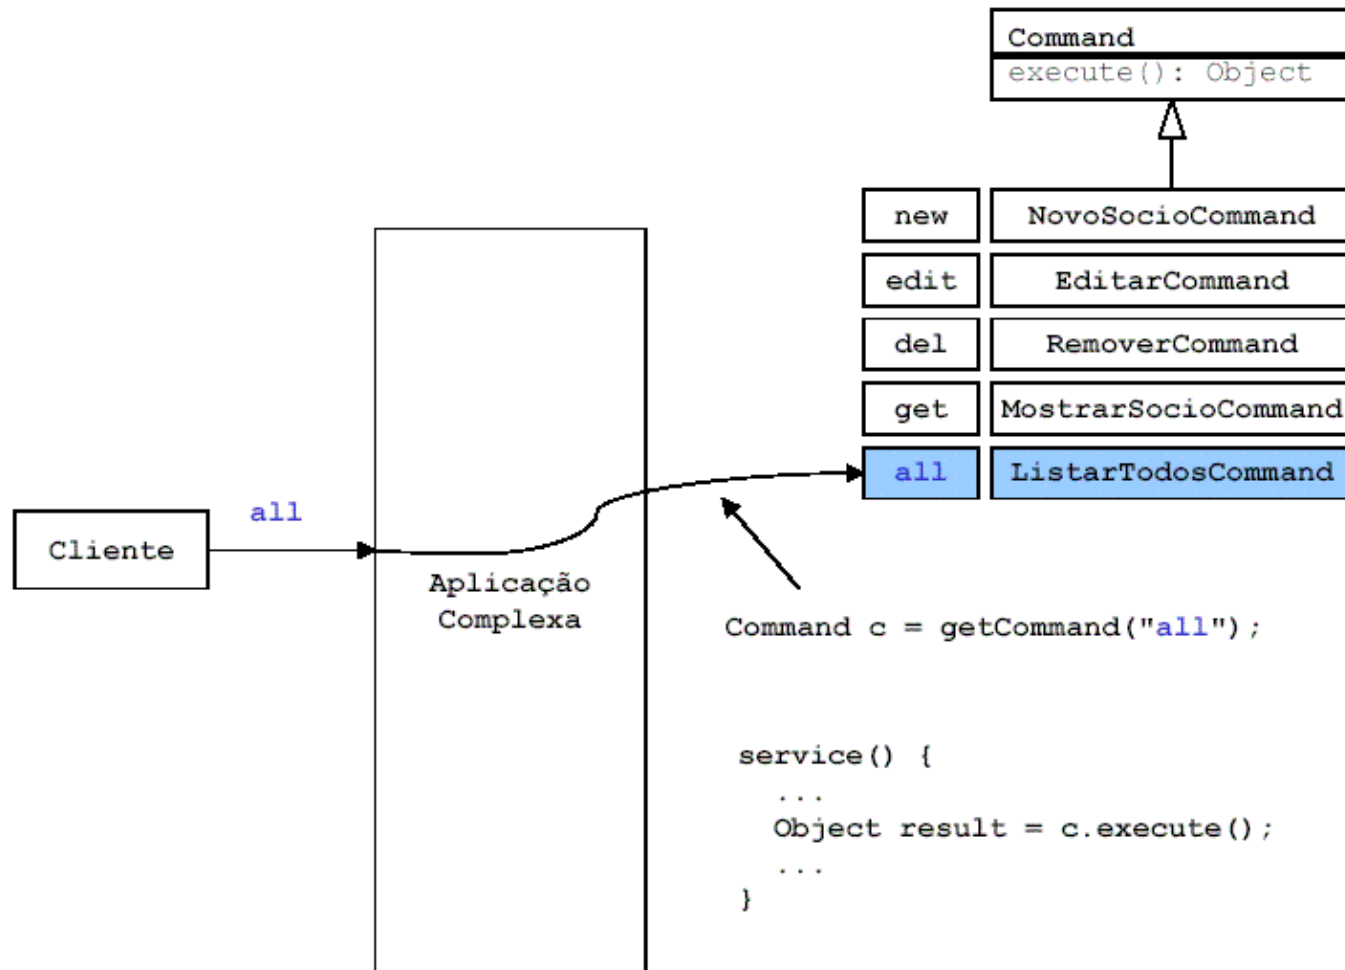 Command
execute(): Object
new NovoSocioCommand
edit EditarCommand
del RemoverCommand
get MostrarSocioCommand
all ListarTodosCommand
all
Cliente
Aplicação
Complexa
Command c = getCommand("all");
service() {
...
Object result = c.execute();
...
}